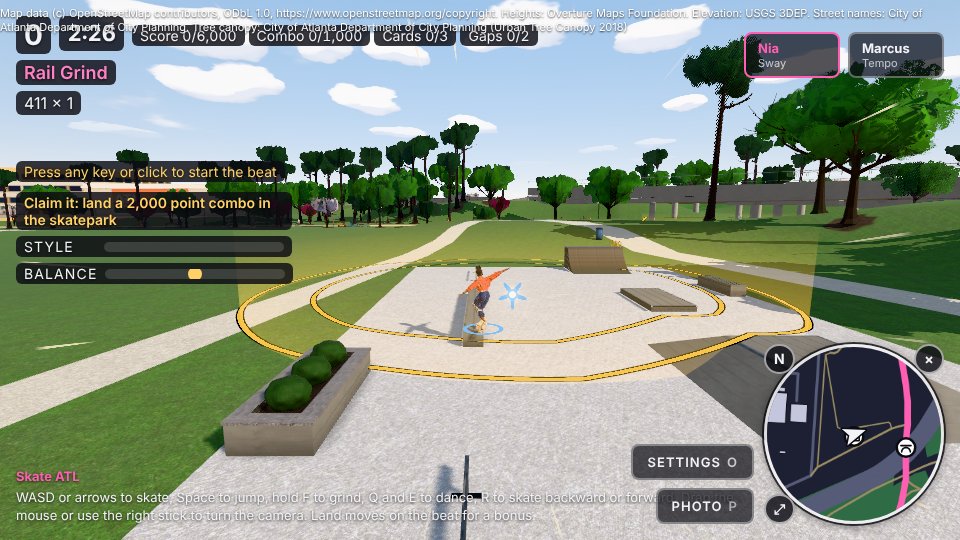 Map data (c) OpenStreetMap contributors, ODbL 1.0, https://www.openstreetmap.org/copyright. Heights: Overture Maps Foundation. Elevation: USGS 3DEP. Street names: City of
Atlanta Department of City Planning. Tree canopy: City of Atlanta Department of City Planning (Urban Tree Canopy 2018)
0 2:26 Score 0/6,000 Combo 0/1,000 Cards 0/3 Gaps 0/2
Nia
Sway
Marcus
Tempo
Rail Grind
411 × 1
Press any key or click to start the beat
Claim it: land a 2,000 point combo in
the skatepark
STYLE
BALANCE
N
×
SETTINGS O
PHOTO P
Skate ATL
WASD or arrows to skate, Space to jump, hold F to grind, Q and E to dance, R to skate backward or forward. Drag the
mouse or use the right stick to turn the camera. Land moves on the beat for a bonus.